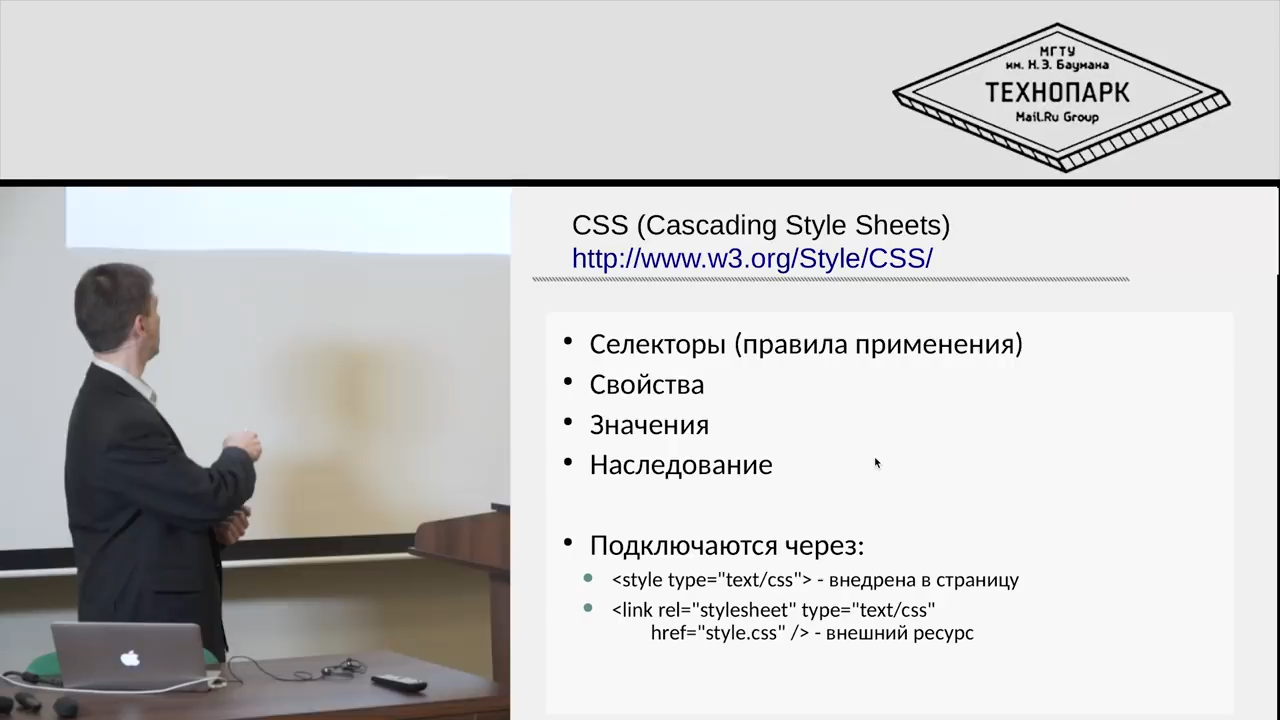 МГТУ
им. Н.Э. Баумана
ТЕХНОПАРК
Mail.Ru Group
CSS (Cascading Style Sheets)
http://www.w3.org/Style/CSS/
• Селекторы (правила применения)
• Свойства
• Значения
• Наследование
• Подключаются через:
• <style type="text/css"> - внедрена в страницу
• <link rel="stylesheet" type="text/css"
href="style.css" /> - внешний ресурс